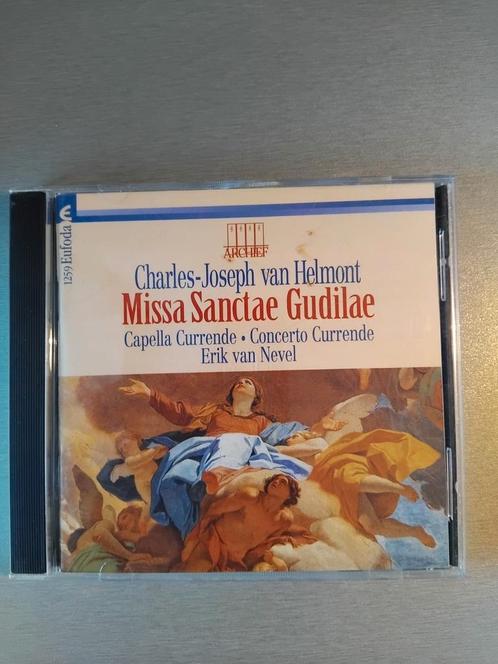 1259 Eufoda
ARCHIEF
Charles-Joseph van Helmont
Missa Sanctae Gudilae
Capella Currende • Concerto Currende
Erik van Nevel